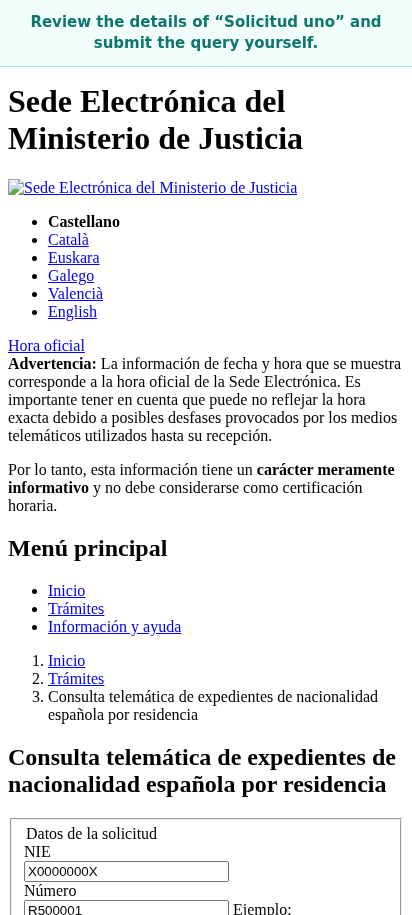 Review the details of “Solicitud uno” and
submit the query yourself.
Sede Electrónica del
Ministerio de Justicia
Sede Electrónica del Ministerio de Justicia
Castellano
Català
Euskara
Galego
Valencià
English
Hora oficial
Advertencia: La información de fecha y hora que se muestra
corresponde a la hora oficial de la Sede Electrónica. Es
importante tener en cuenta que puede no reflejar la hora
exacta debido a posibles desfases provocados por los medios
telemáticos utilizados hasta su recepción.
Por lo tanto, esta información tiene un carácter meramente
informativo y no debe considerarse como certificación
horaria.
Menú principal
Inicio
Trámites
Información y ayuda
1. Inicio
2. Trámites
3. Consulta telemática de expedientes de nacionalidad
española por residencia
Consulta telemática de expedientes de
nacionalidad española por residencia
Datos de la solicitud
NIE
X0000000X
Número
R500001 Ejemplo: